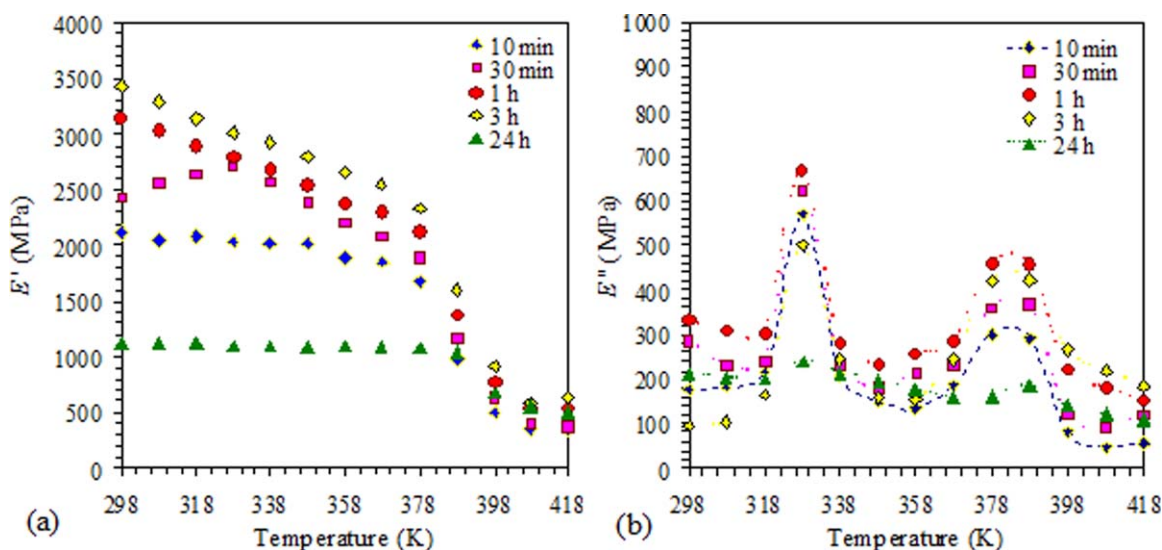 4000
3500
3000
2500
2000
1500
1000
500
0
E' (MPa)
10 min
30 min
1 h
3 h
24 h
298 318 338 358 378 398 418
Temperature (K)
(a)
1000
900
800
700
600
500
400
300
200
100
0
E" (MPa)
10 min
30 min
1 h
3 h
24 h
298 318 338 358 378 398 418
Temperature (K)
(b)